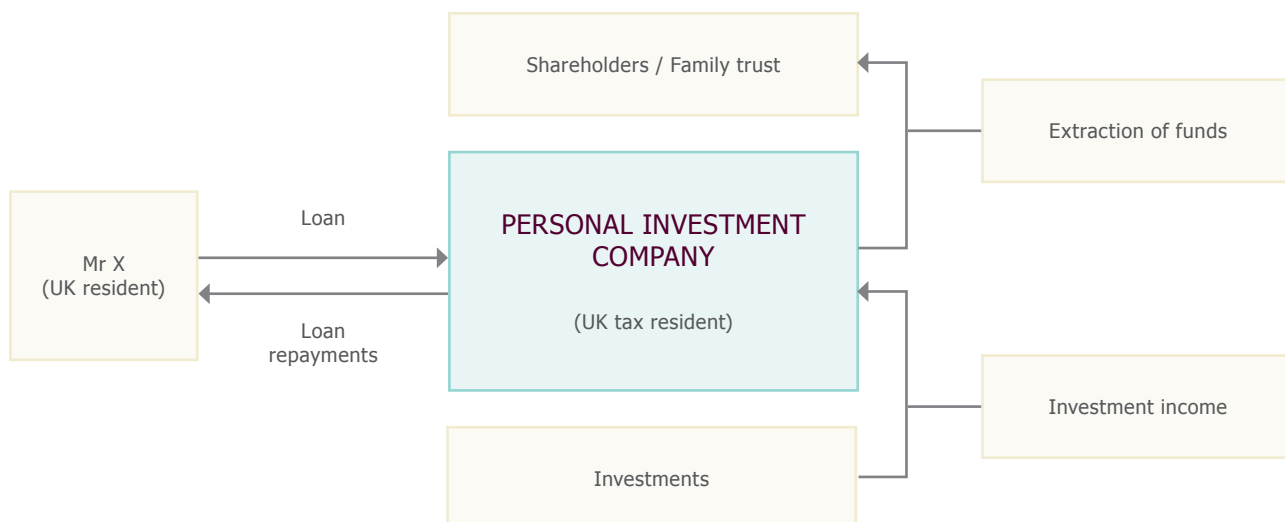 Shareholders / Family trust
Extraction of funds
Loan
PERSONAL INVESTMENT
COMPANY
Mr X
(UK resident)
(UK tax resident)
Loan
repayments
Investment income
Investments